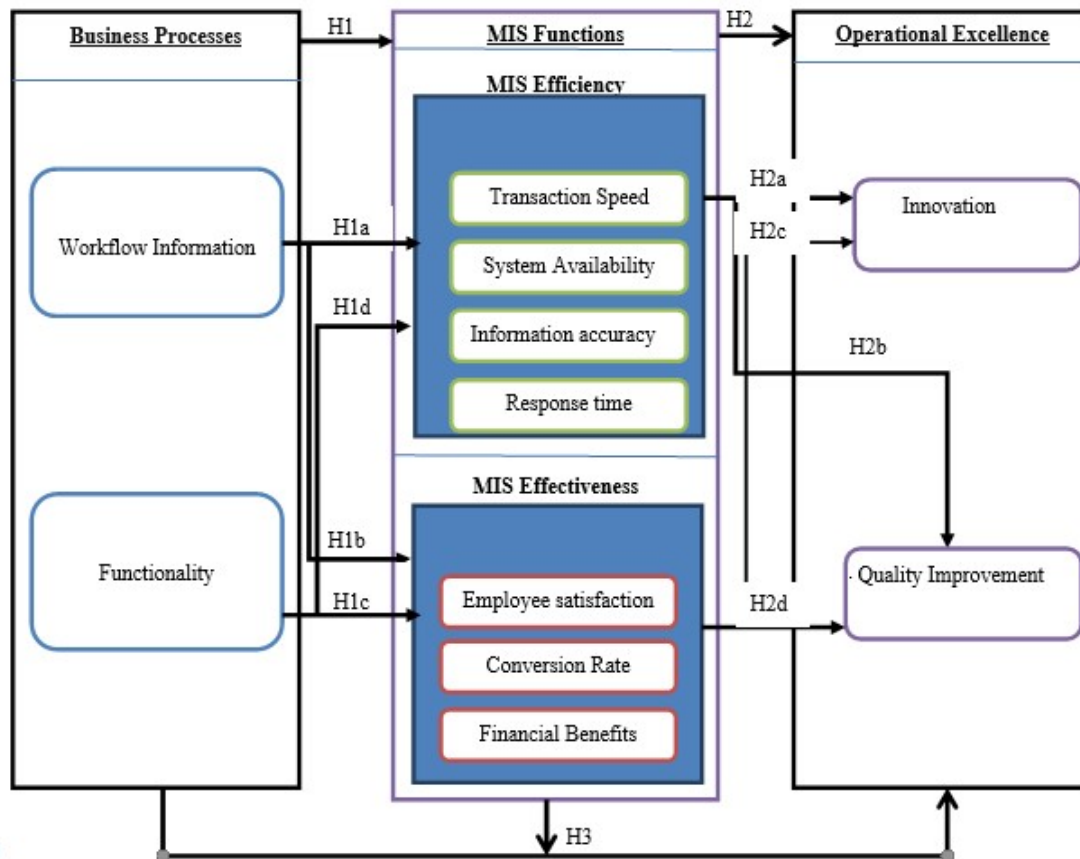 Business Processes
H1
MIS Functions
H2
Operational Excellence
MIS Efficiency
Transaction Speed
H2a
Innovation
Workflow Information
H1a
H2c
System Availability
H1d
Information accuracy
H2b
Response time
MIS Effectiveness
H1b
Functionality
Employee satisfaction
. Quality Improvement
H1c
H2d
Conversion Rate
Financial Benefits
H3